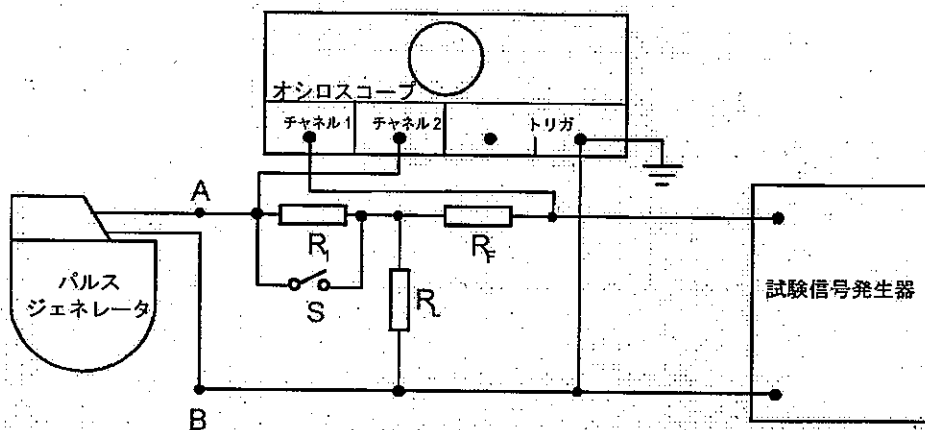 オシロスコープ
チャネル1 チャネル2 トリガ
A
R1 RF
パルス
ジェネレータ
S
RL
試験信号発生器
B